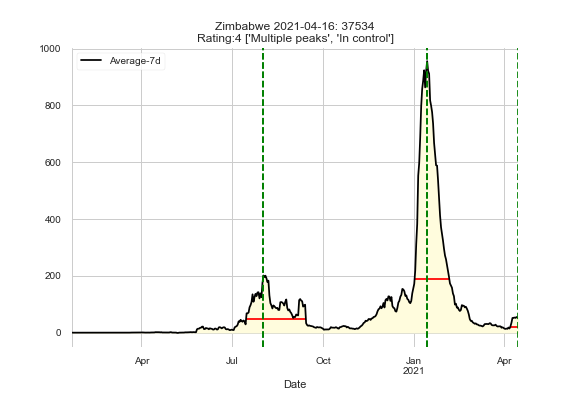 Zimbabwe 2021-04-16: 37534
Rating:4 ['Multiple peaks', 'In control']
Average-7d
1000
800
600
400
200
0
Apr
Jul
Oct
Jan
2021
Apr
Date